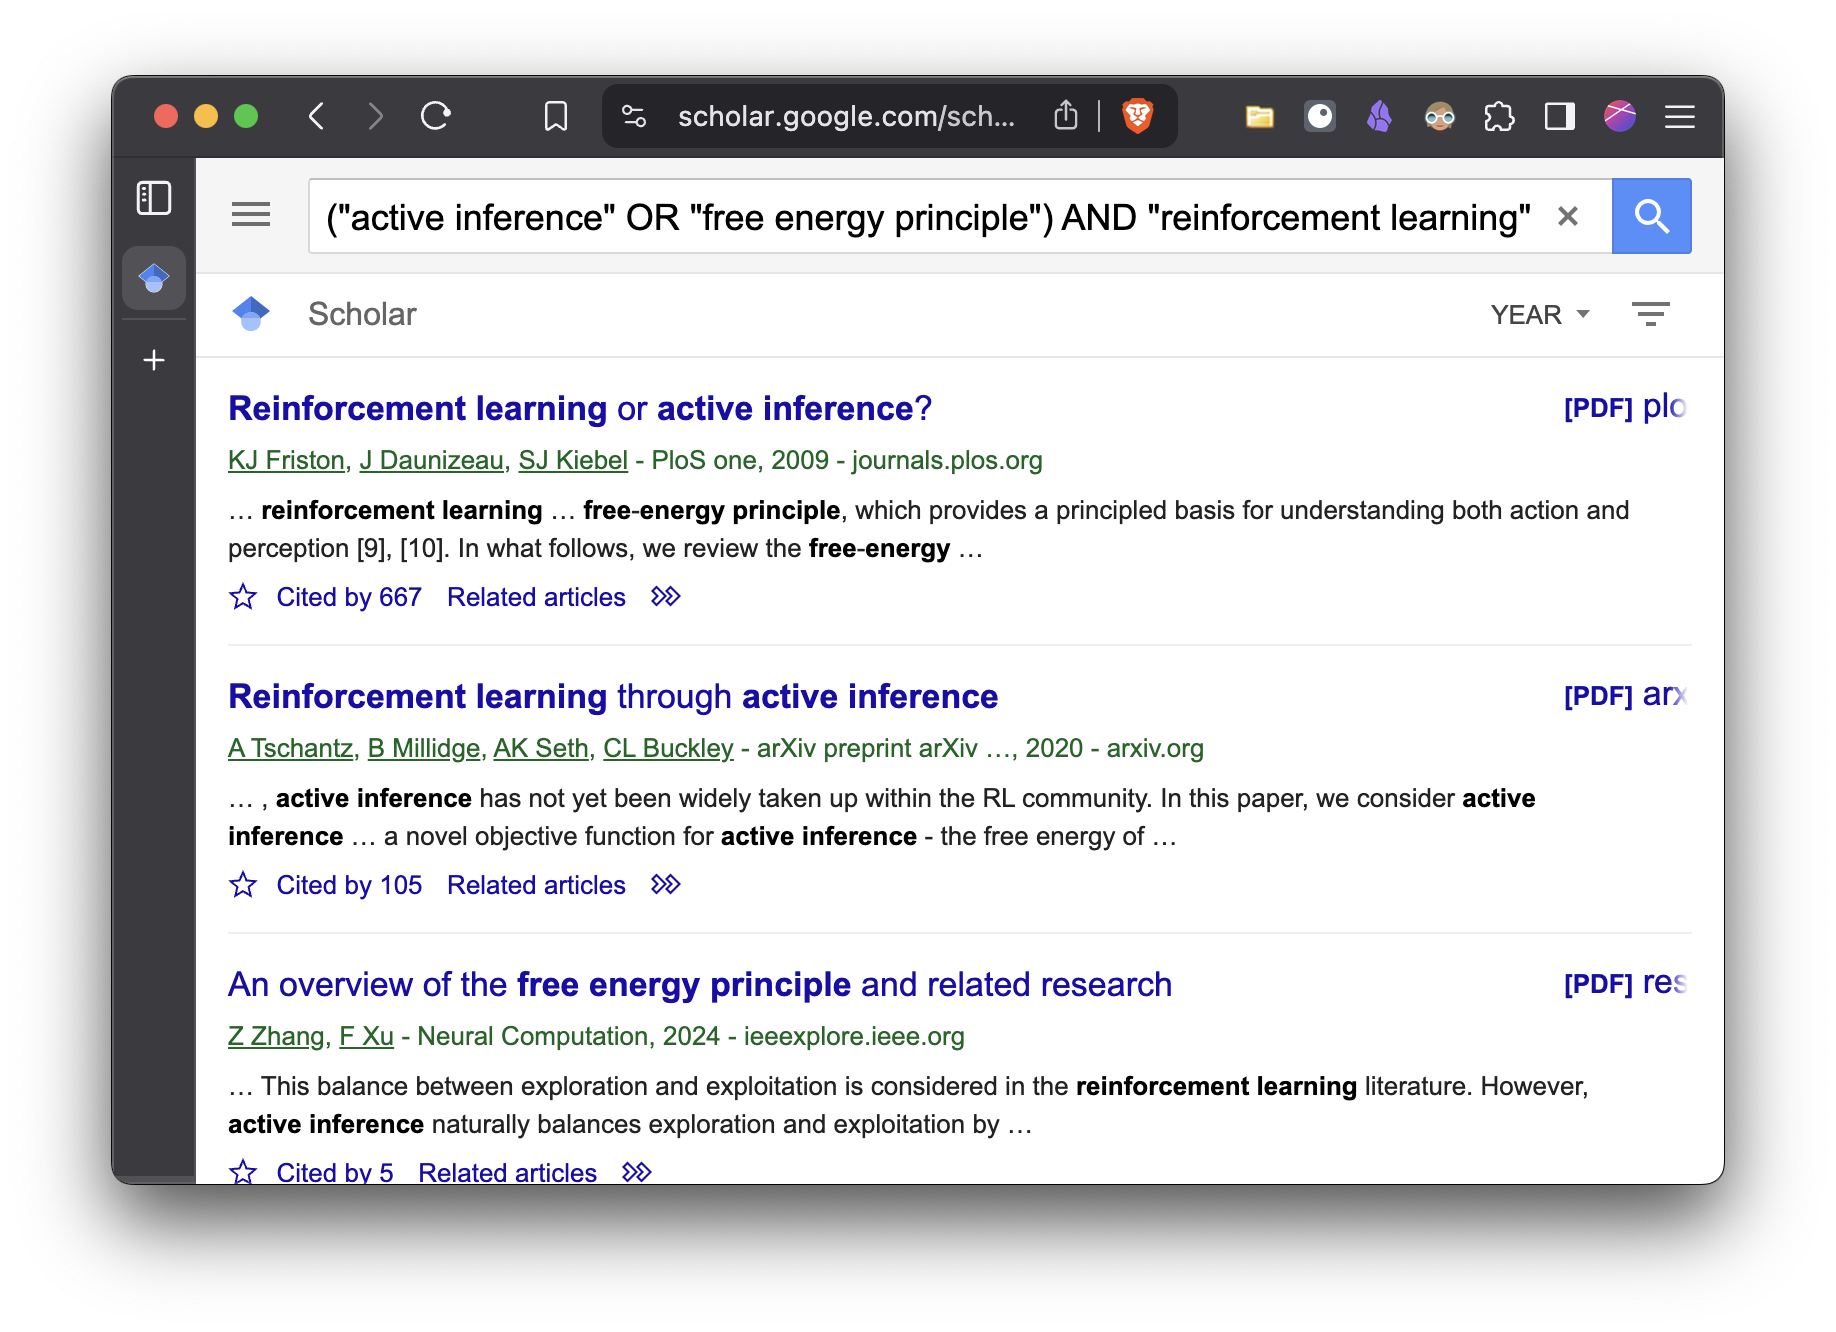 scholar.google.com/sch...
("active inference" OR "free energy principle") AND "reinforcement learning"
Scholar
YEAR
Reinforcement learning or active inference?
[PDF] plo
KJ Friston, J Daunizeau, SJ Kiebel - PloS one, 2009 - journals.plos.org
… reinforcement learning … free-energy principle, which provides a principled basis for understanding both action and
perception [9], [10]. In what follows, we review the free-energy …
Cited by 667 Related articles
Reinforcement learning through active inference
[PDF] arx
A Tschantz, B Millidge, AK Seth, CL Buckley - arXiv preprint arXiv …, 2020 - arxiv.org
… , active inference has not yet been widely taken up within the RL community. In this paper, we consider active
inference … a novel objective function for active inference - the free energy of …
Cited by 105 Related articles
An overview of the free energy principle and related research
[PDF] res
Z Zhang, F Xu - Neural Computation, 2024 - ieeexplore.ieee.org
… This balance between exploration and exploitation is considered in the reinforcement learning literature. However,
active inference naturally balances exploration and exploitation by …
Cited by 5 Related articles